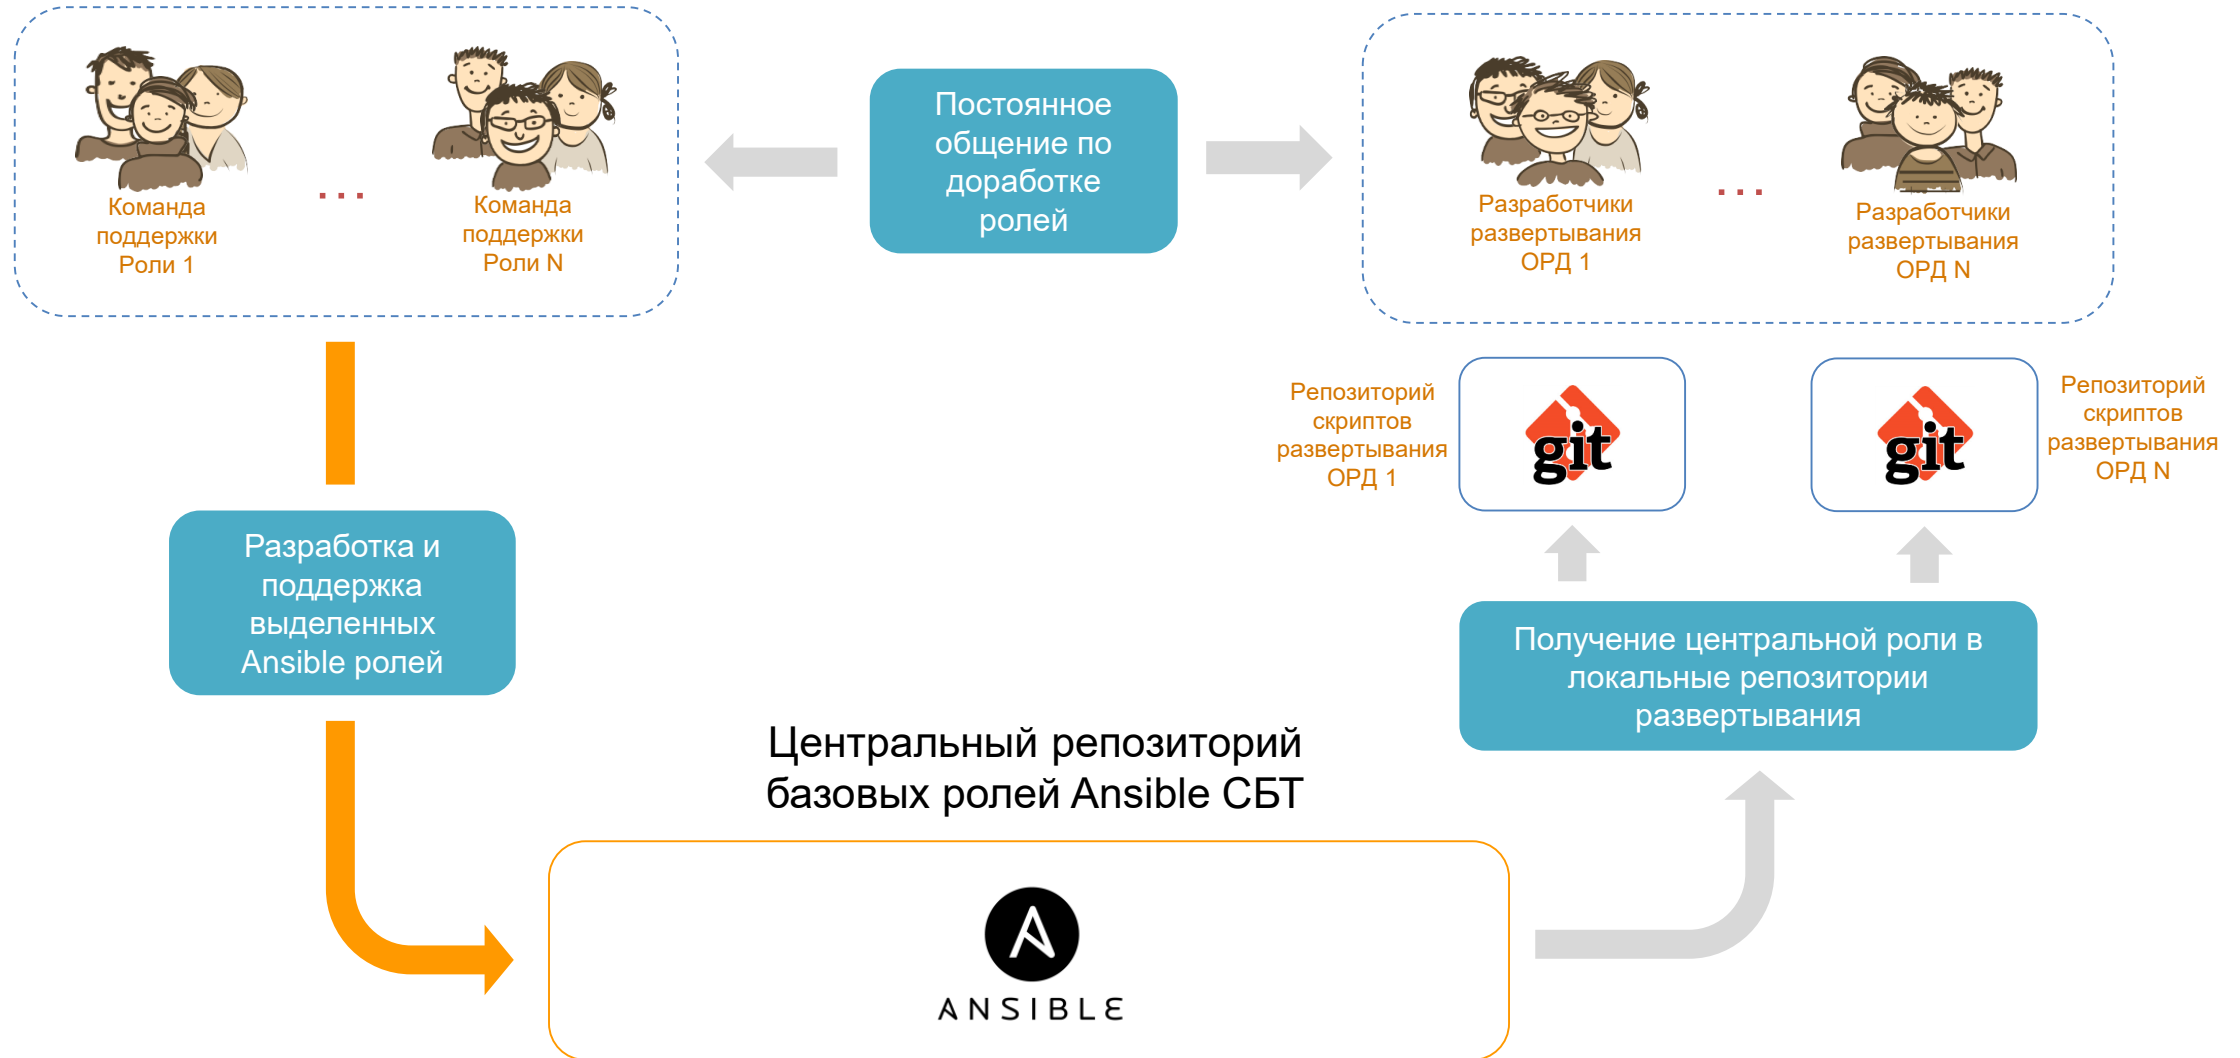 Команда
поддержки
Роли 1
...
Команда
поддержки
Роли N
Постоянное
общение по
доработке
ролей
Разработчики
развертывания
ОРД 1
...
Разработчики
развертывания
ОРД N
Репозиторий
скриптов
развертывания
ОРД 1
git
git
Репозиторий
скриптов
развертывания
ОРД N
Разработка и
поддержка
выделенных
Ansible ролей
Получение центральной роли в
локальные репозитории
развертывания
Центральный репозиторий
базовых ролей Ansible СБТ
ANSIBLE